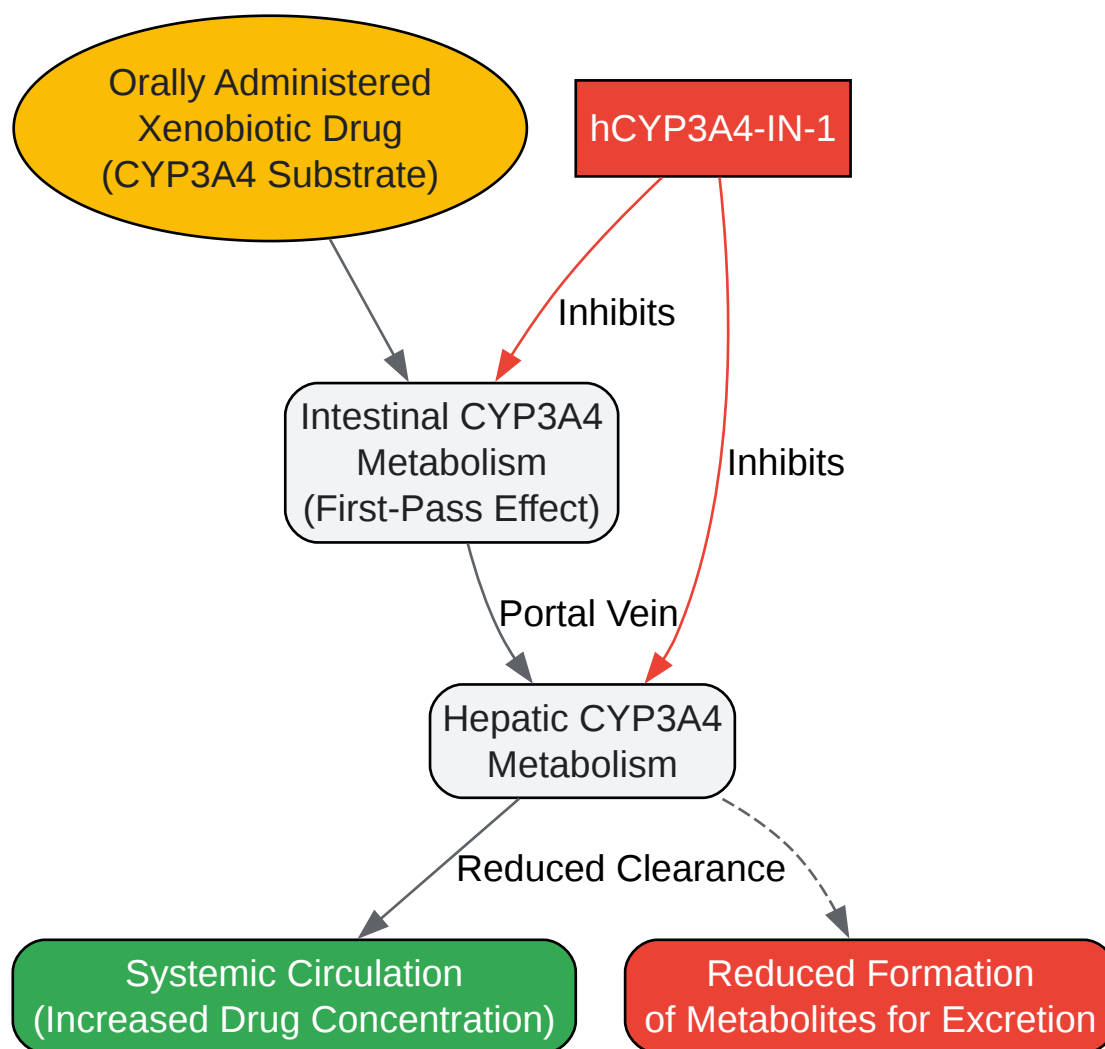 Orally Administered
Xenobiotic Drug
(CYP3A4 Substrate)
hCYP3A4-IN-1
Inhibits
Intestinal CYP3A4
Metabolism
(First-Pass Effect)
Inhibits
Portal Vein
Hepatic CYP3A4
Metabolism
Reduced Clearance
Systemic Circulation
(Increased Drug Concentration)
Reduced Formation
of Metabolites for Excretion